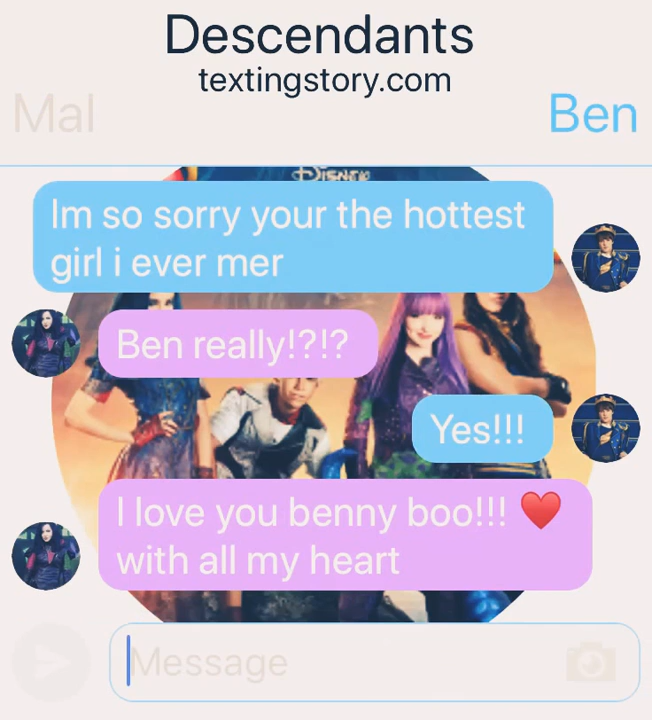 Descendants
textingstory.com
Mal
Ben
Disney
Im so sorry your the hottest
girl i ever mer
Ben really!?!?
Yes!!!
I love you benny boo!!! ♥️
with all my heart
Message